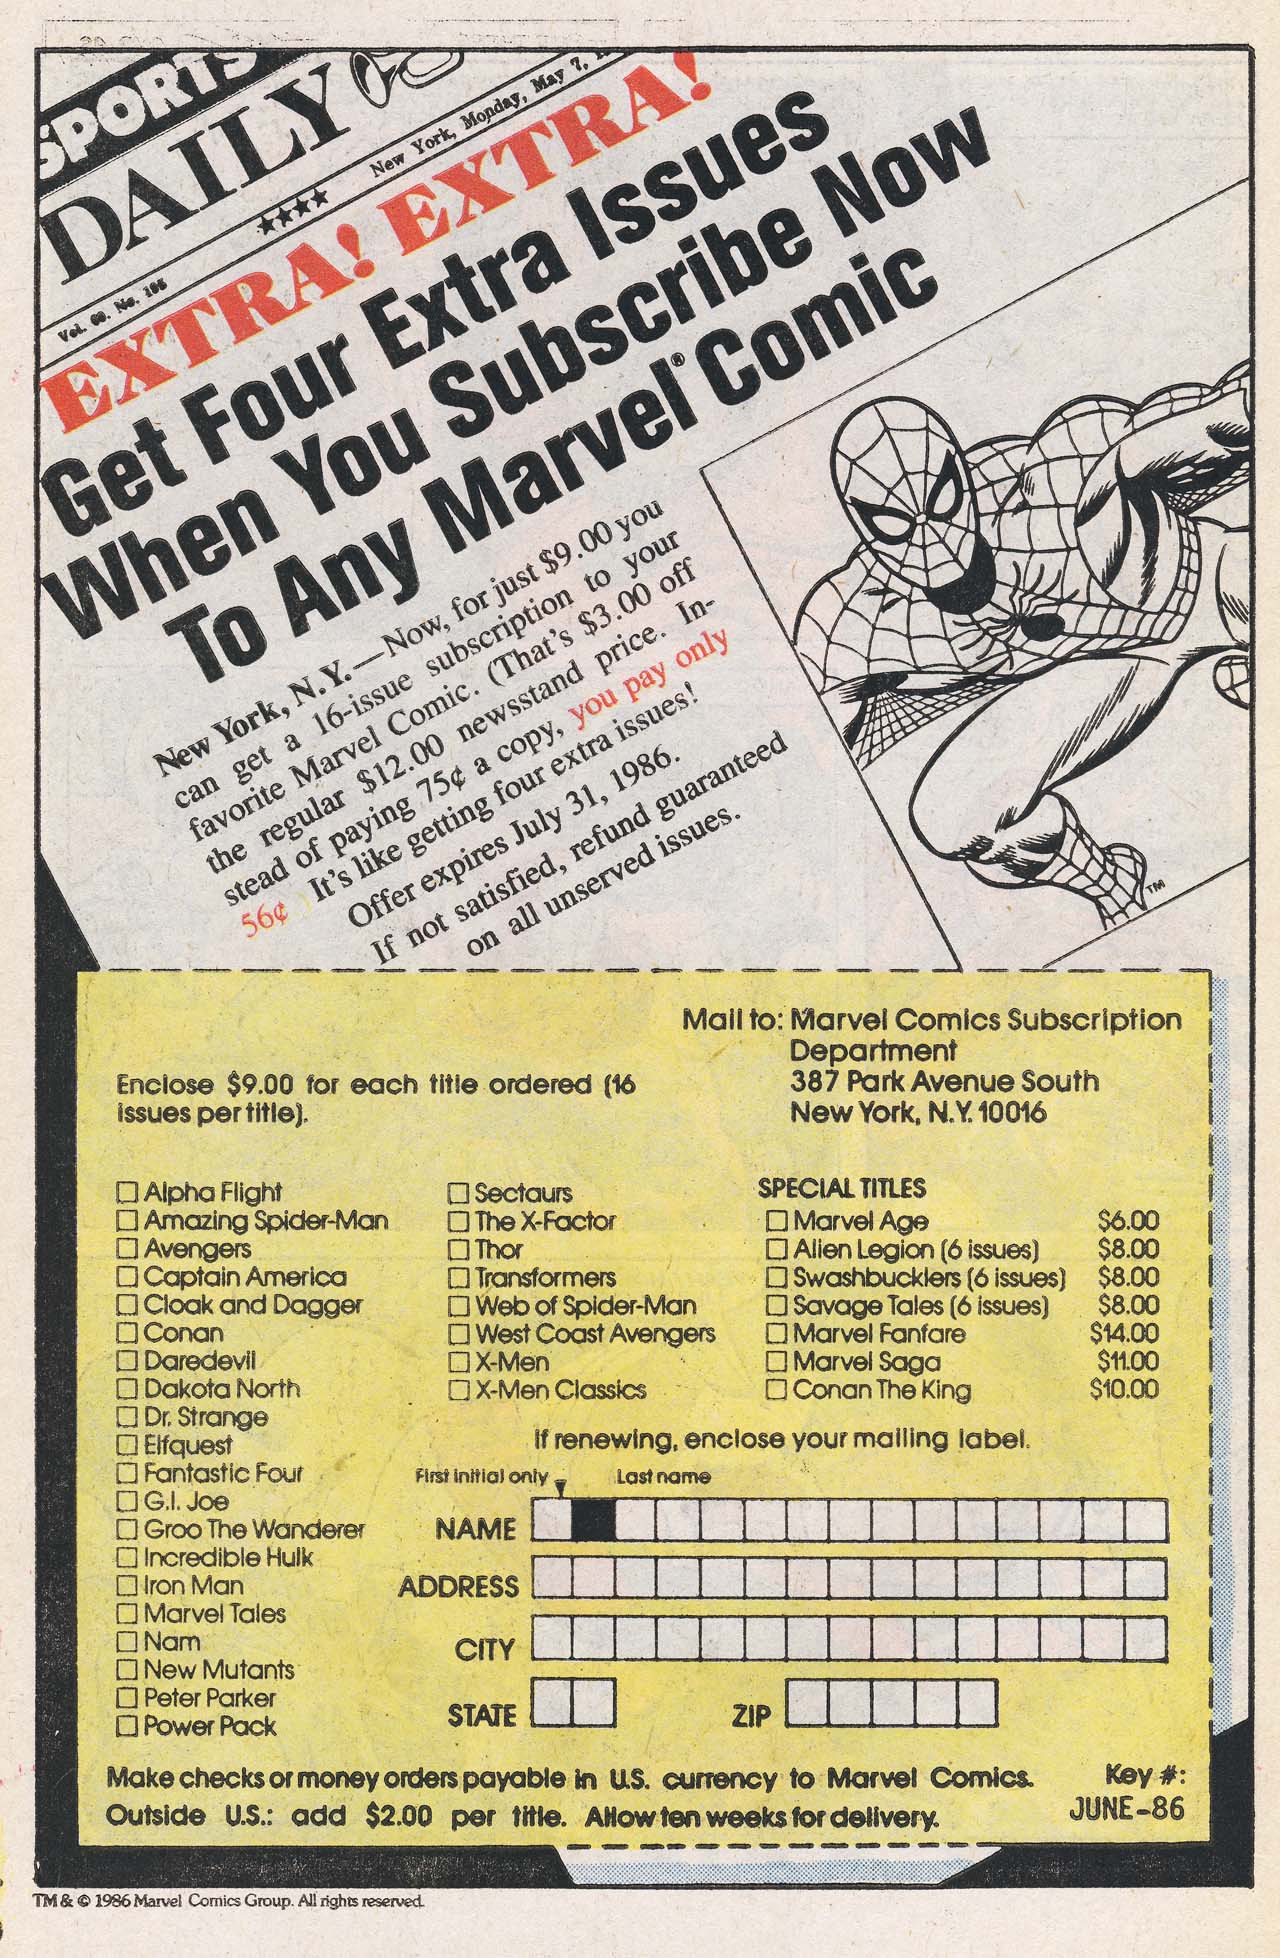 SPORTS
DAILY
Vol. 60. No. 105 ★★★★ New York, Monday, May 7,
EXTRA! EXTRA!
Get Four Extra Issues
When You Subscribe Now
To Any Marvel® Comic
New York, N.Y.—Now, for just $9.00 you
can get a 16-issue subscription to your
favorite Marvel Comic. (That's $3.00 off
the regular $12.00 newsstand price. In-
stead of paying 75¢ a copy, you pay only
56¢ It's like getting four extra issues!
Offer expires July 31, 1986.
If not satisfied, refund guaranteed
on all unserved issues.
TM
Mail to: Marvel Comics Subscription
Department
387 Park Avenue South
New York, N.Y. 10016
Enclose $9.00 for each title ordered (16
issues per title).
Alpha Flight
Amazing Spider-Man
Avengers
Captain America
Cloak and Dagger
Conan
Daredevil
Dakota North
Dr. Strange
Elfquest
Fantastic Four
G.I. Joe
Groo The Wanderer
Incredible Hulk
Iron Man
Marvel Tales
Nam
New Mutants
Peter Parker
Power Pack
Sectaurs
The X-Factor
Thor
Transformers
Web of Spider-Man
West Coast Avengers
X-Men
X-Men Classics
SPECIAL TITLES
Marvel Age $6.00
Alien Legion (6 issues) $8.00
Swashbucklers (6 issues) $8.00
Savage Tales (6 issues) $8.00
Marvel Fanfare $14.00
Marvel Saga $11.00
Conan The King $10.00
If renewing, enclose your mailing label.
First initial only Last name
NAME
ADDRESS
CITY
STATE ZIP
Make checks or money orders payable in U.S. currency to Marvel Comics.
Outside U.S.: add $2.00 per title. Allow ten weeks for delivery.
Key #:
JUNE-86
TM & © 1986 Marvel Comics Group. All rights reserved.